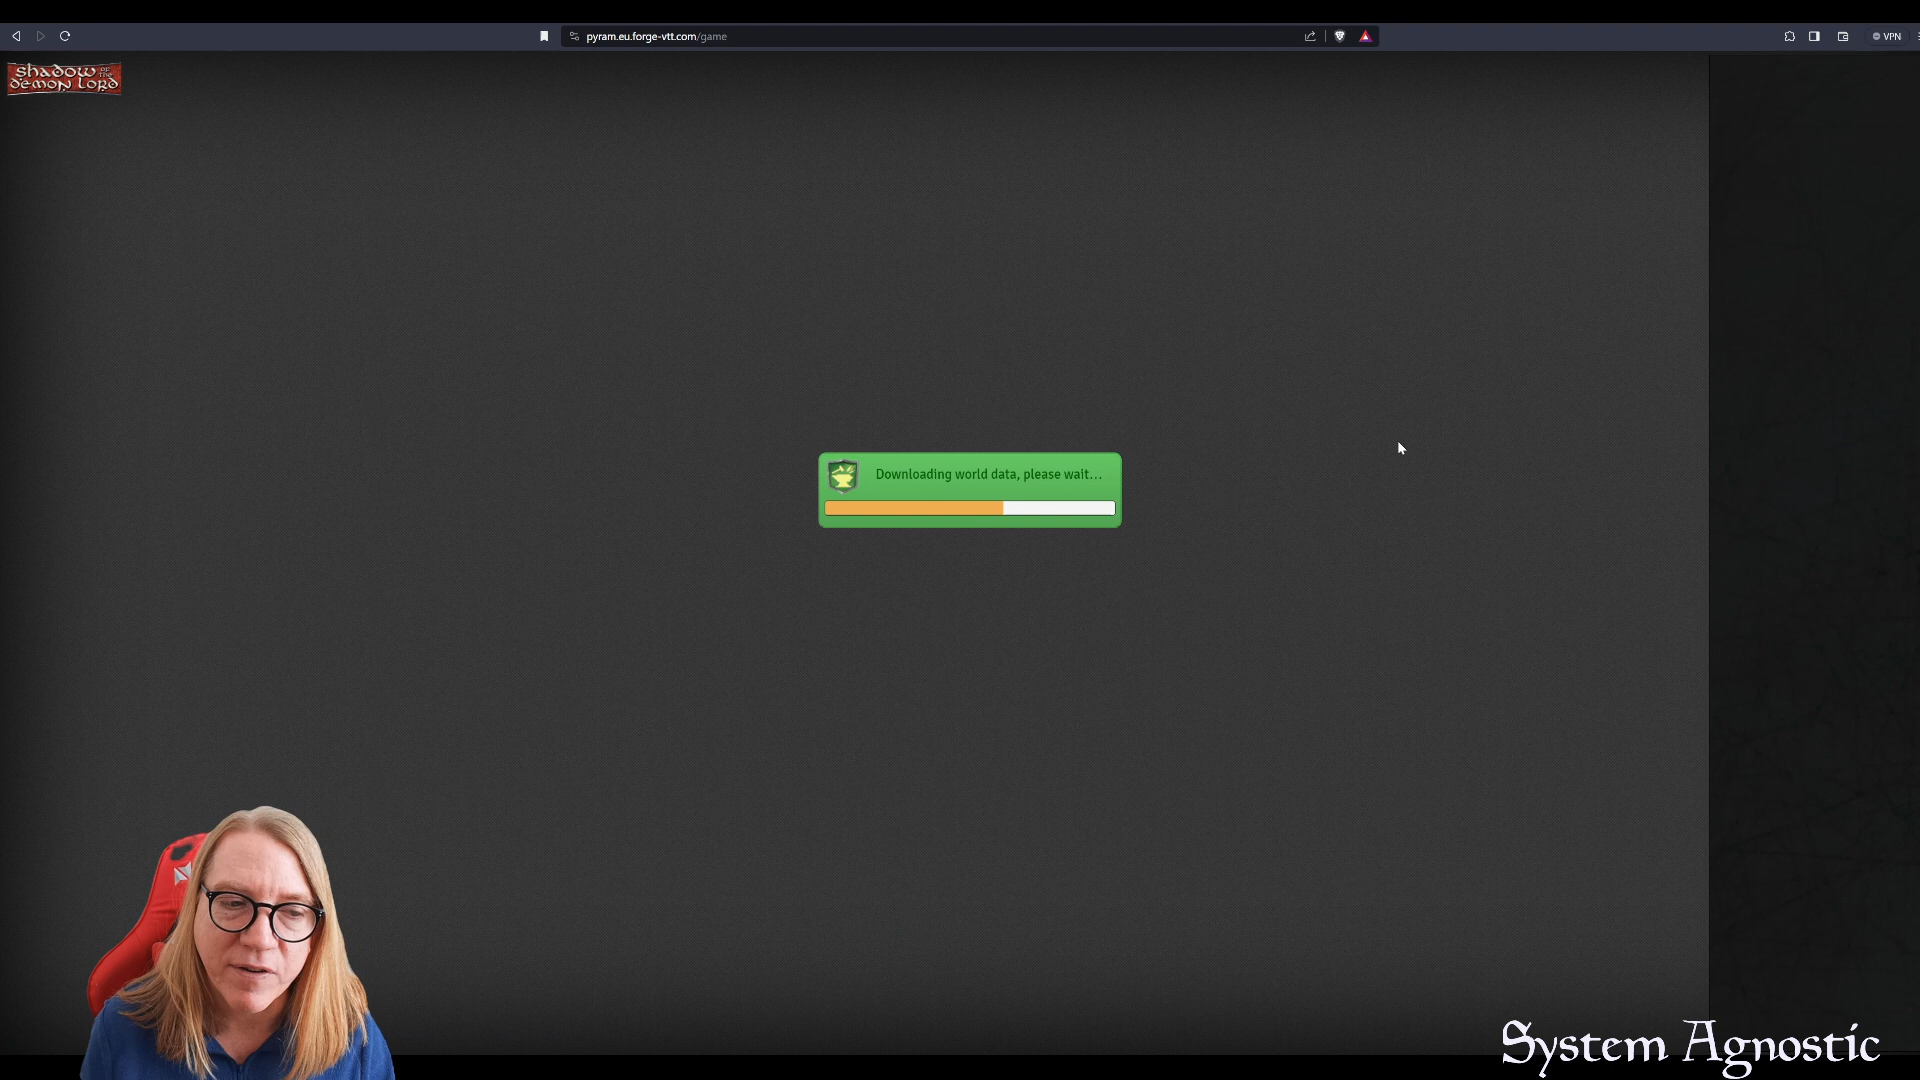 pyram.eu.forge-vtt.com/game
VPN
shadow of the
demon lord
Downloading world data, please wait...
System Agnostic